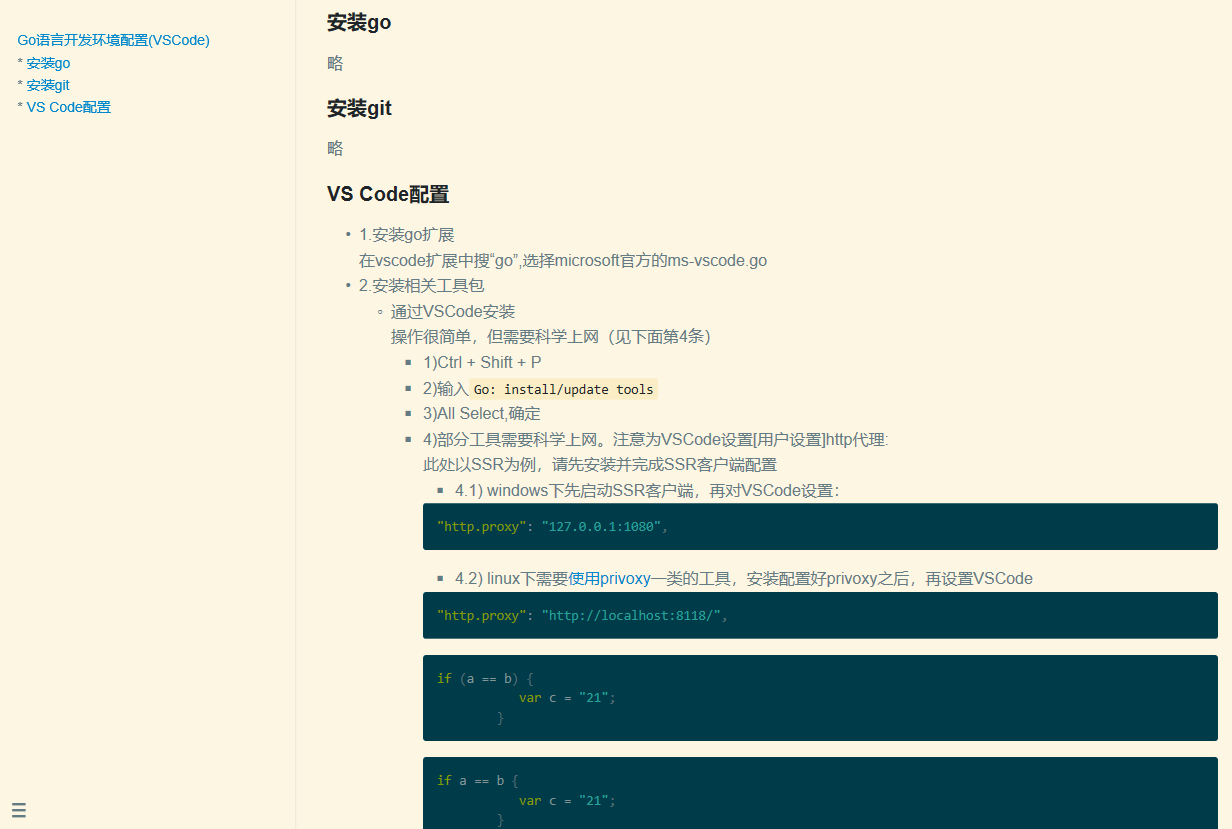 Go语言开发环境配置(VSCode)
* 安装go
* 安装git
* VS Code配置
安装go
略
安装git
略
VS Code配置
• 1.安装go扩展
在vscode扩展中搜“go”,选择microsoft官方的ms-vscode.go
• 2.安装相关工具包
◦ 通过VSCode安装
操作很简单，但需要科学上网（见下面第4条）
▪ 1)Ctrl + Shift + P
▪ 2)输入 Go: install/update tools
▪ 3)All Select,确定
▪ 4)部分工具需要科学上网。注意为VSCode设置[用户设置]http代理:
此处以SSR为例，请先安装并完成SSR客户端配置
▪ 4.1) windows下先启动SSR客户端，再对VSCode设置：
"http.proxy": "127.0.0.1:1080",
▪ 4.2) linux下需要使用privoxy一类的工具，安装配置好privoxy之后，再设置VSCode
"http.proxy": "http://localhost:8118/",
if (a == b) {
var c = "21";
}
if a == b {
var c = "21";
}